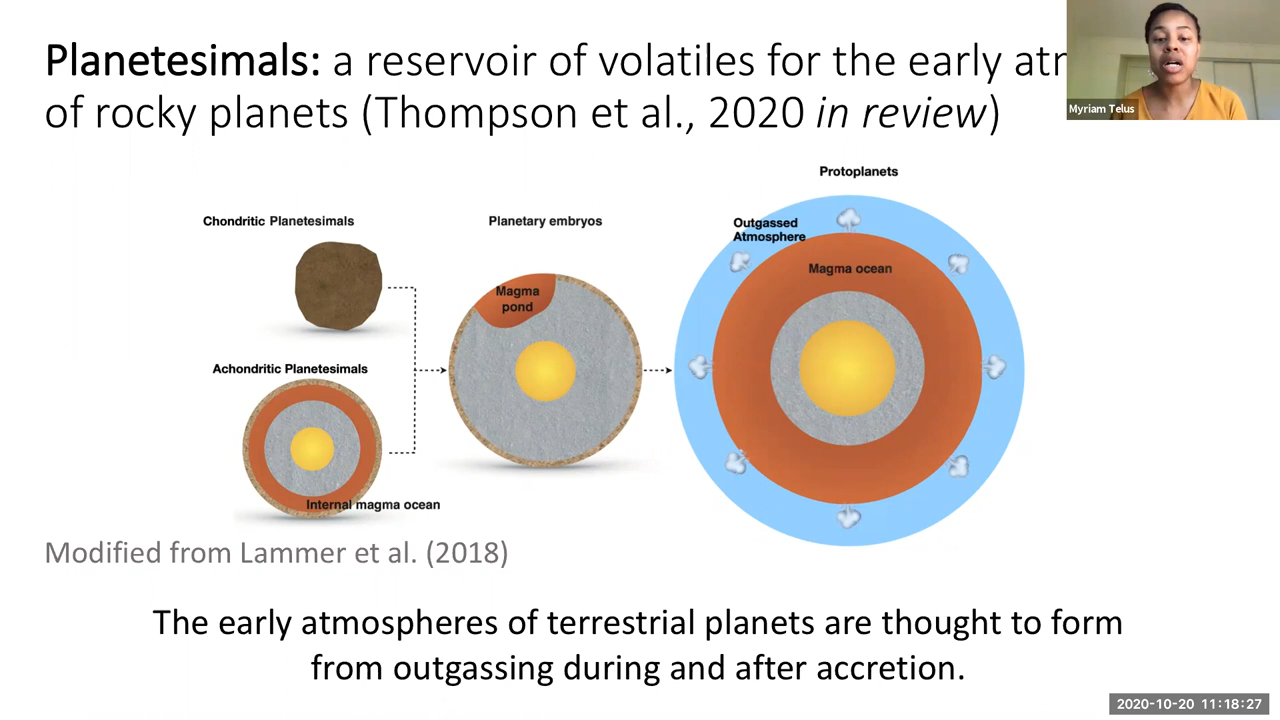 Planetesimals: a reservoir of volatiles for the early
of rocky planets (Thompson et al., 2020 in review)
Myriam Telus
Protoplanets
Chondritic Planetesimals
Planetary embryos
Outgassed
Atmosphere
Magma ocean
Magma
pond
Achondritic Planetesimals
Internal magma ocean
Modified from Lammer et al. (2018)
The early atmospheres of terrestrial planets are thought to form
from outgassing during and after accretion.
2020-10-20 11:18:27